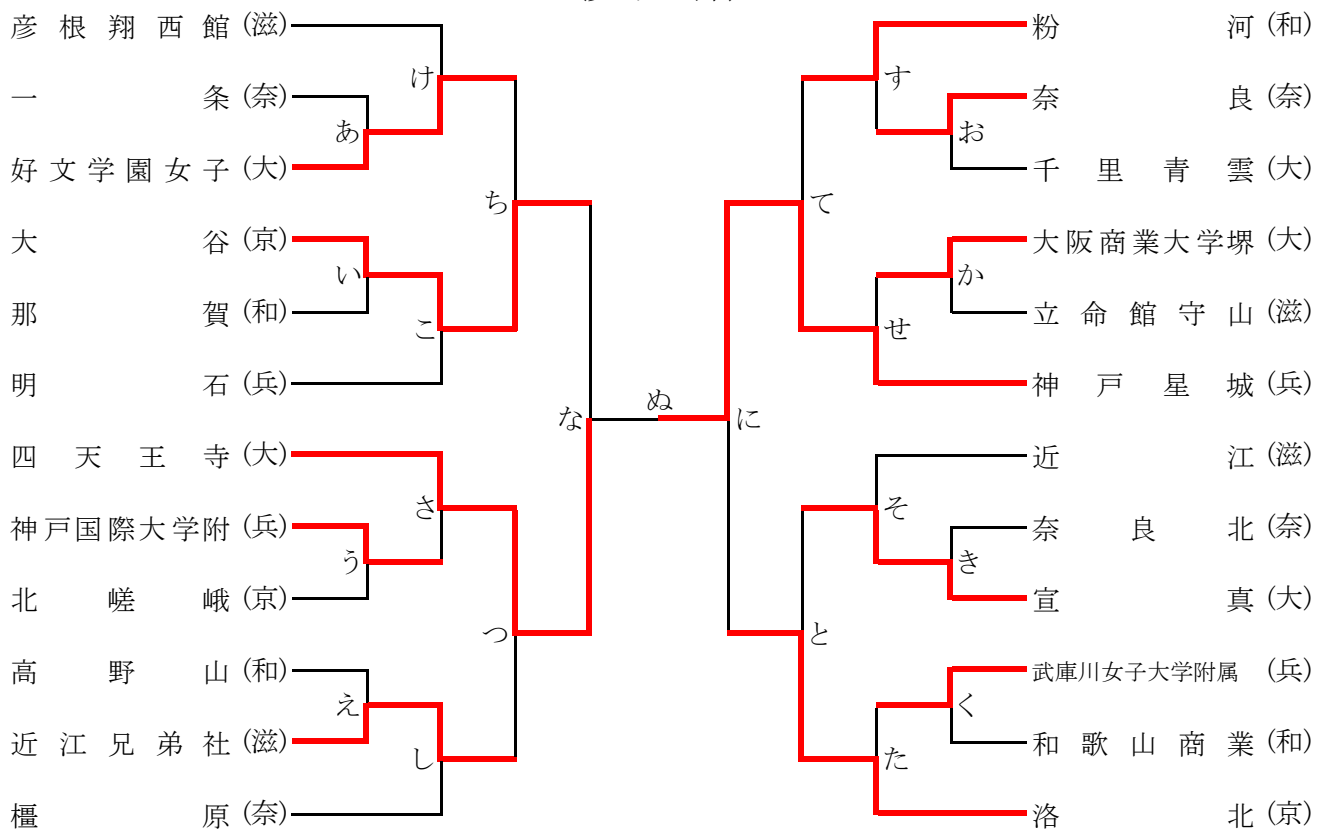 彦根翔西館(滋)
け
一条(奈)
あ
好文学園女子(大)
ち
大谷(京)
い
那賀(和)
こ
明石(兵)
な
ぬ
四天王寺(大)
さ
神戸国際大学附(兵)
う
北嵯峨(京)
つ
高野山(和)
え
近江兄弟社(滋)
し
橿原(奈)
粉河(和)
す
奈良(奈)
お
千里青雲(大)
て
大阪商業大学堺(大)
か
立命館守山(滋)
せ
神戸星城(兵)
に
近江(滋)
そ
奈良北(奈)
き
宣真(大)
と
武庫川女子大学附属(兵)
く
和歌山商業(和)
た
洛北(京)